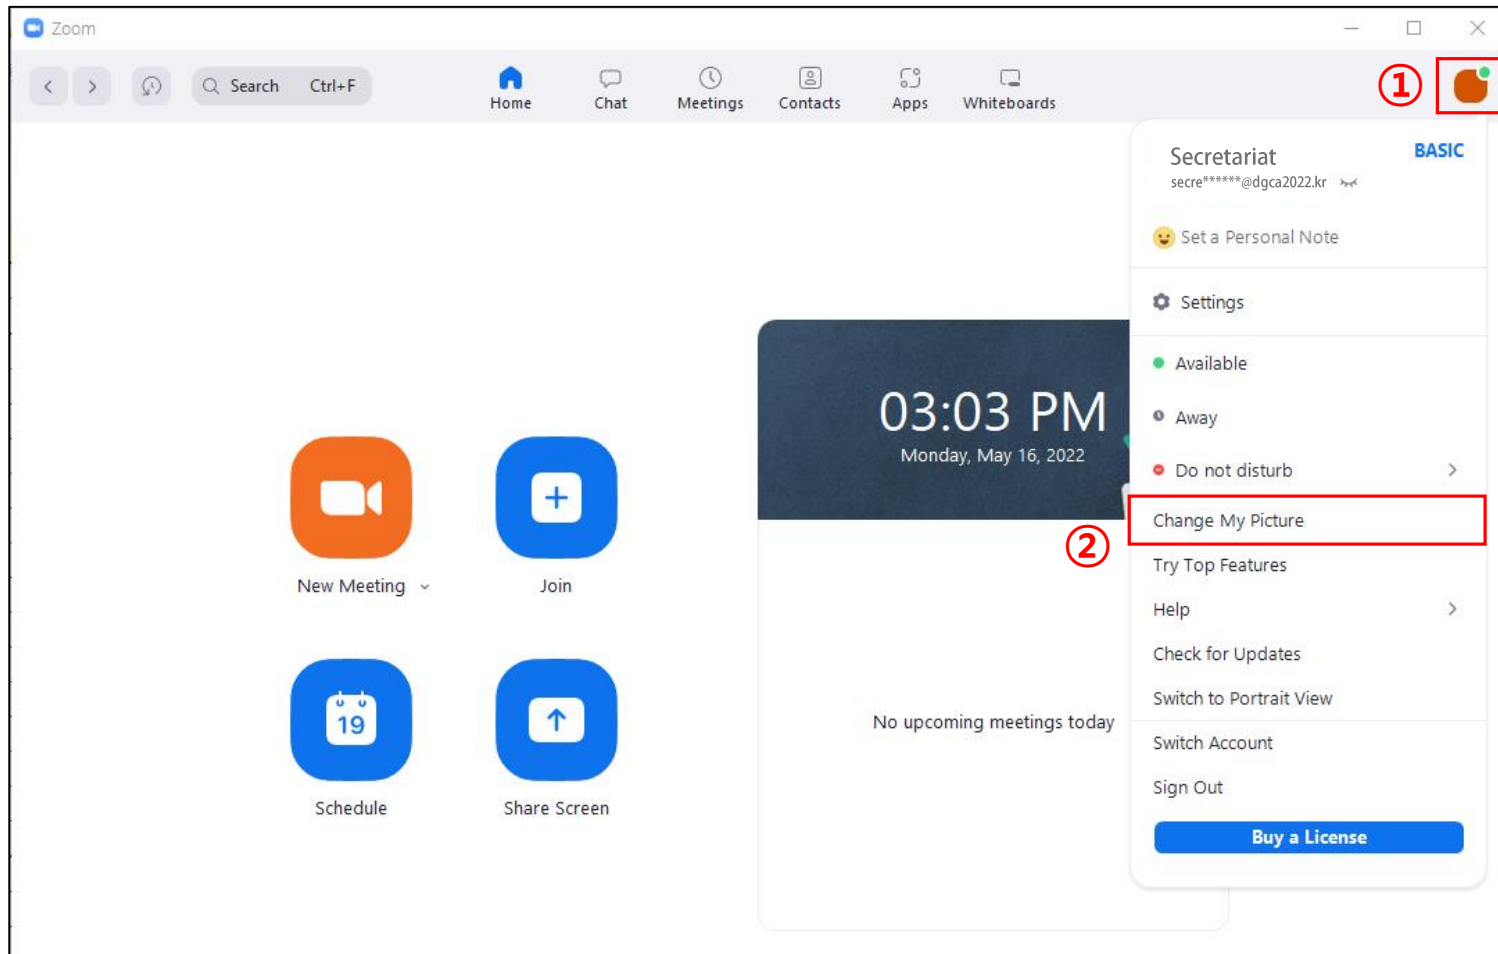 Zoom
Search Ctrl+F
Home
Chat
Meetings
Contacts
Apps
Whiteboards
①
Secretariat
BASIC
secre******@dgca2022.kr
Set a Personal Note
Settings
Available
Away
Do not disturb
②
Change My Picture
Try Top Features
Help
Check for Updates
Switch to Portrait View
Switch Account
Sign Out
Buy a License
03:03 PM
Monday, May 16, 2022
No upcoming meetings today
New Meeting
Join
19
Schedule
Share Screen